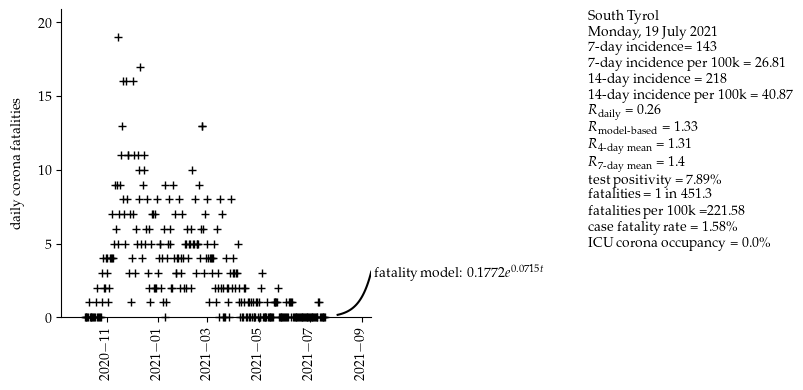 South Tyrol
Monday, 19 July 2021
7-day incidence= 143
7-day incidence per 100k = 26.81
14-day incidence = 218
14-day incidence per 100k = 40.87
R_daily = 0.26
R_model-based = 1.33
R_4-day mean = 1.31
R_7-day mean = 1.4
test positivity = 7.89%
fatalities = 1 in 451.3
fatalities per 100k =221.58
case fatality rate = 1.58%
ICU corona occupancy = 0.0%
daily corona fatalities
20
15
10
5
0
fatality model: 0.1772e^0.0715t
2020−11
2021−01
2021−03
2021−05
2021−07
2021−09